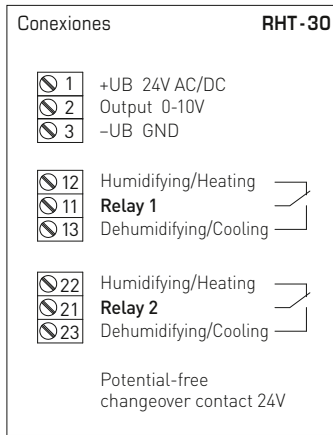 Conexiones RHT-30
1 +UB 24V AC/DC
2 Output 0-10V
3 –UB GND
12 Humidifying/Heating
11 Relay 1
13 Dehumidifying/Cooling
22 Humidifying/Heating
21 Relay 2
23 Dehumidifying/Cooling
Potential-free
changeover contact 24V